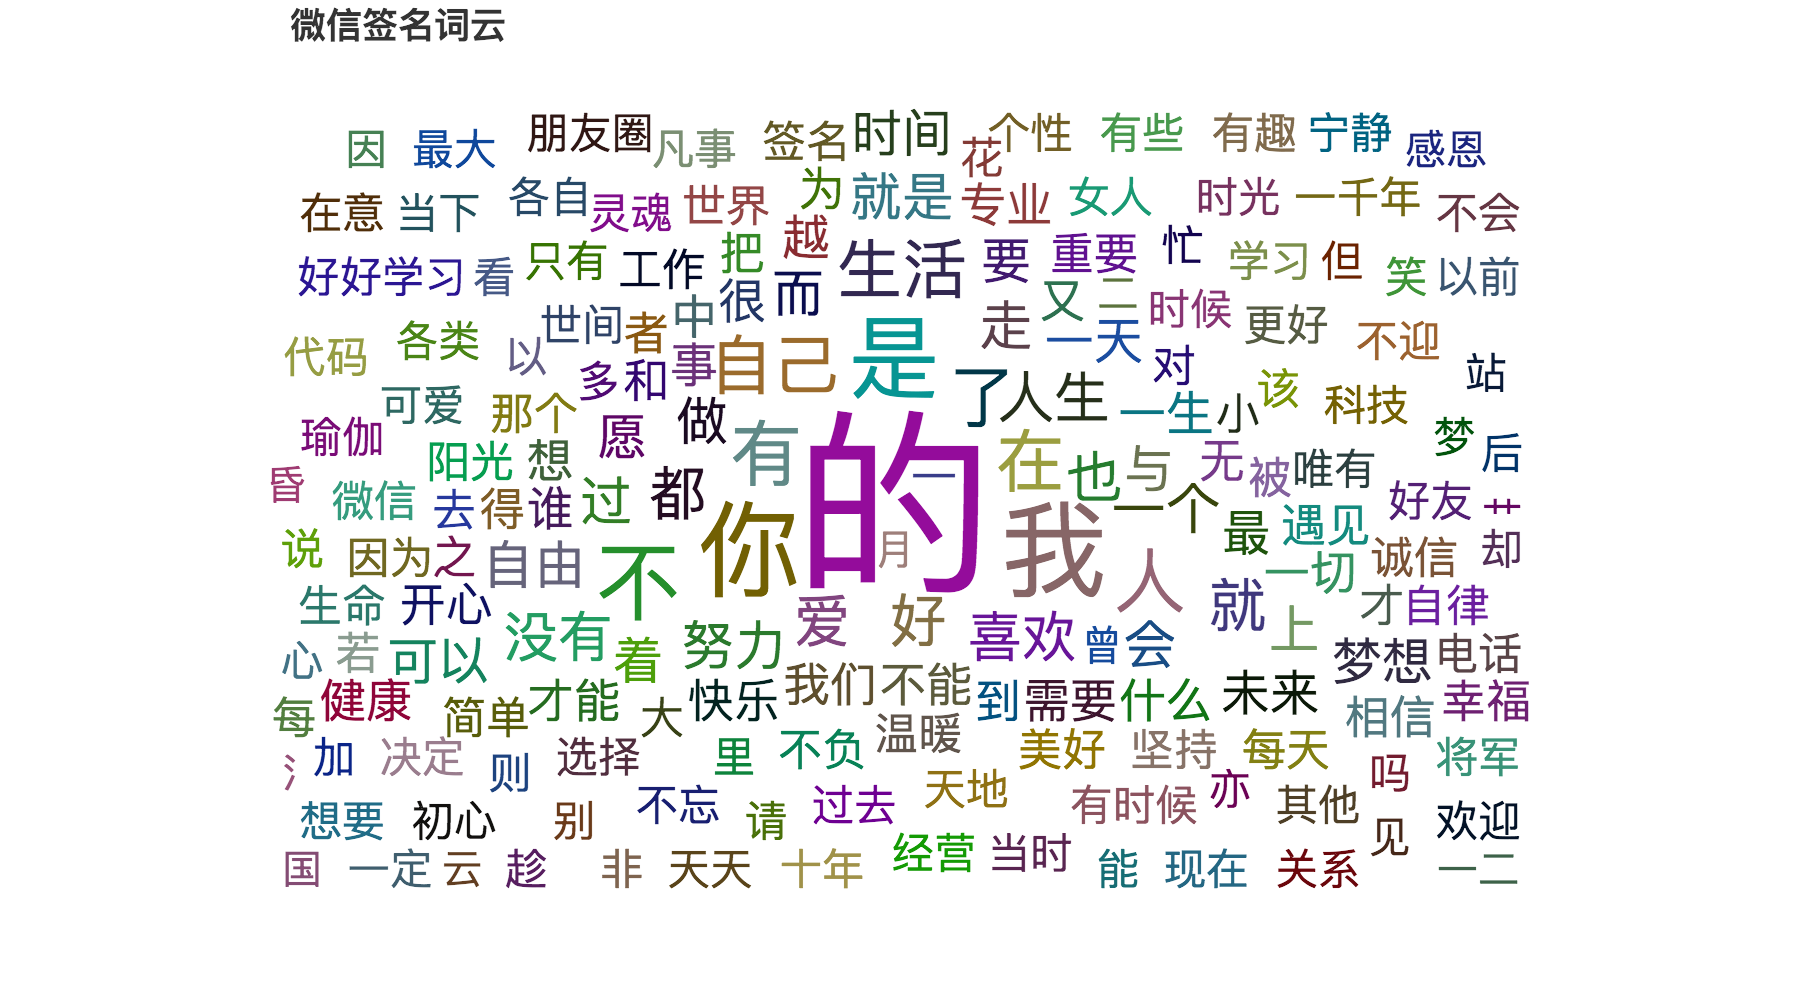 微信签名词云
因 最大 朋友圈 凡事 签名 时间 花 个性 有些 有趣 宁静 感恩
在意 当下 各自 灵魂 世界 为 就是 专业 女人 时光 一千年 不会
好好学习 看 只有 工作 把 越 生活 要 重要 忙 学习 但 笑 以前
代码 各类 以 世间 者 中 很 而 走 又 二 时候 更好 不迎
可爱 那个 多 和 事 自己 是 了 人生 一天 对 一生 小 该 科技 站
瑜伽 阳光 想 愿 做 有 的 一 在 也 与 无 被 唯有 梦 后
昏 微信 去 得 谁 过 都 你 月 我 一个 最 遇见 好友 艹
说 因为 之 自由 不 人 就 一切 诚信 却
生命 开心 没有 爱 好 喜欢 曾 会 上 才 自律
心 若 可以 着 努力 我们 不能 梦想 电话
每 健康 简单 才能 大 快乐 温暖 到 需要 什么 未来 相信 幸福
氵 加 决定 则 选择 里 不负 美好 坚持 每天 吗 将军
想要 初心 别 不忘 请 过去 天地 有时候 亦 其他 见 欢迎
国 一定 云 趁 非 天天 十年 经营 当时 能 现在 关系 一二